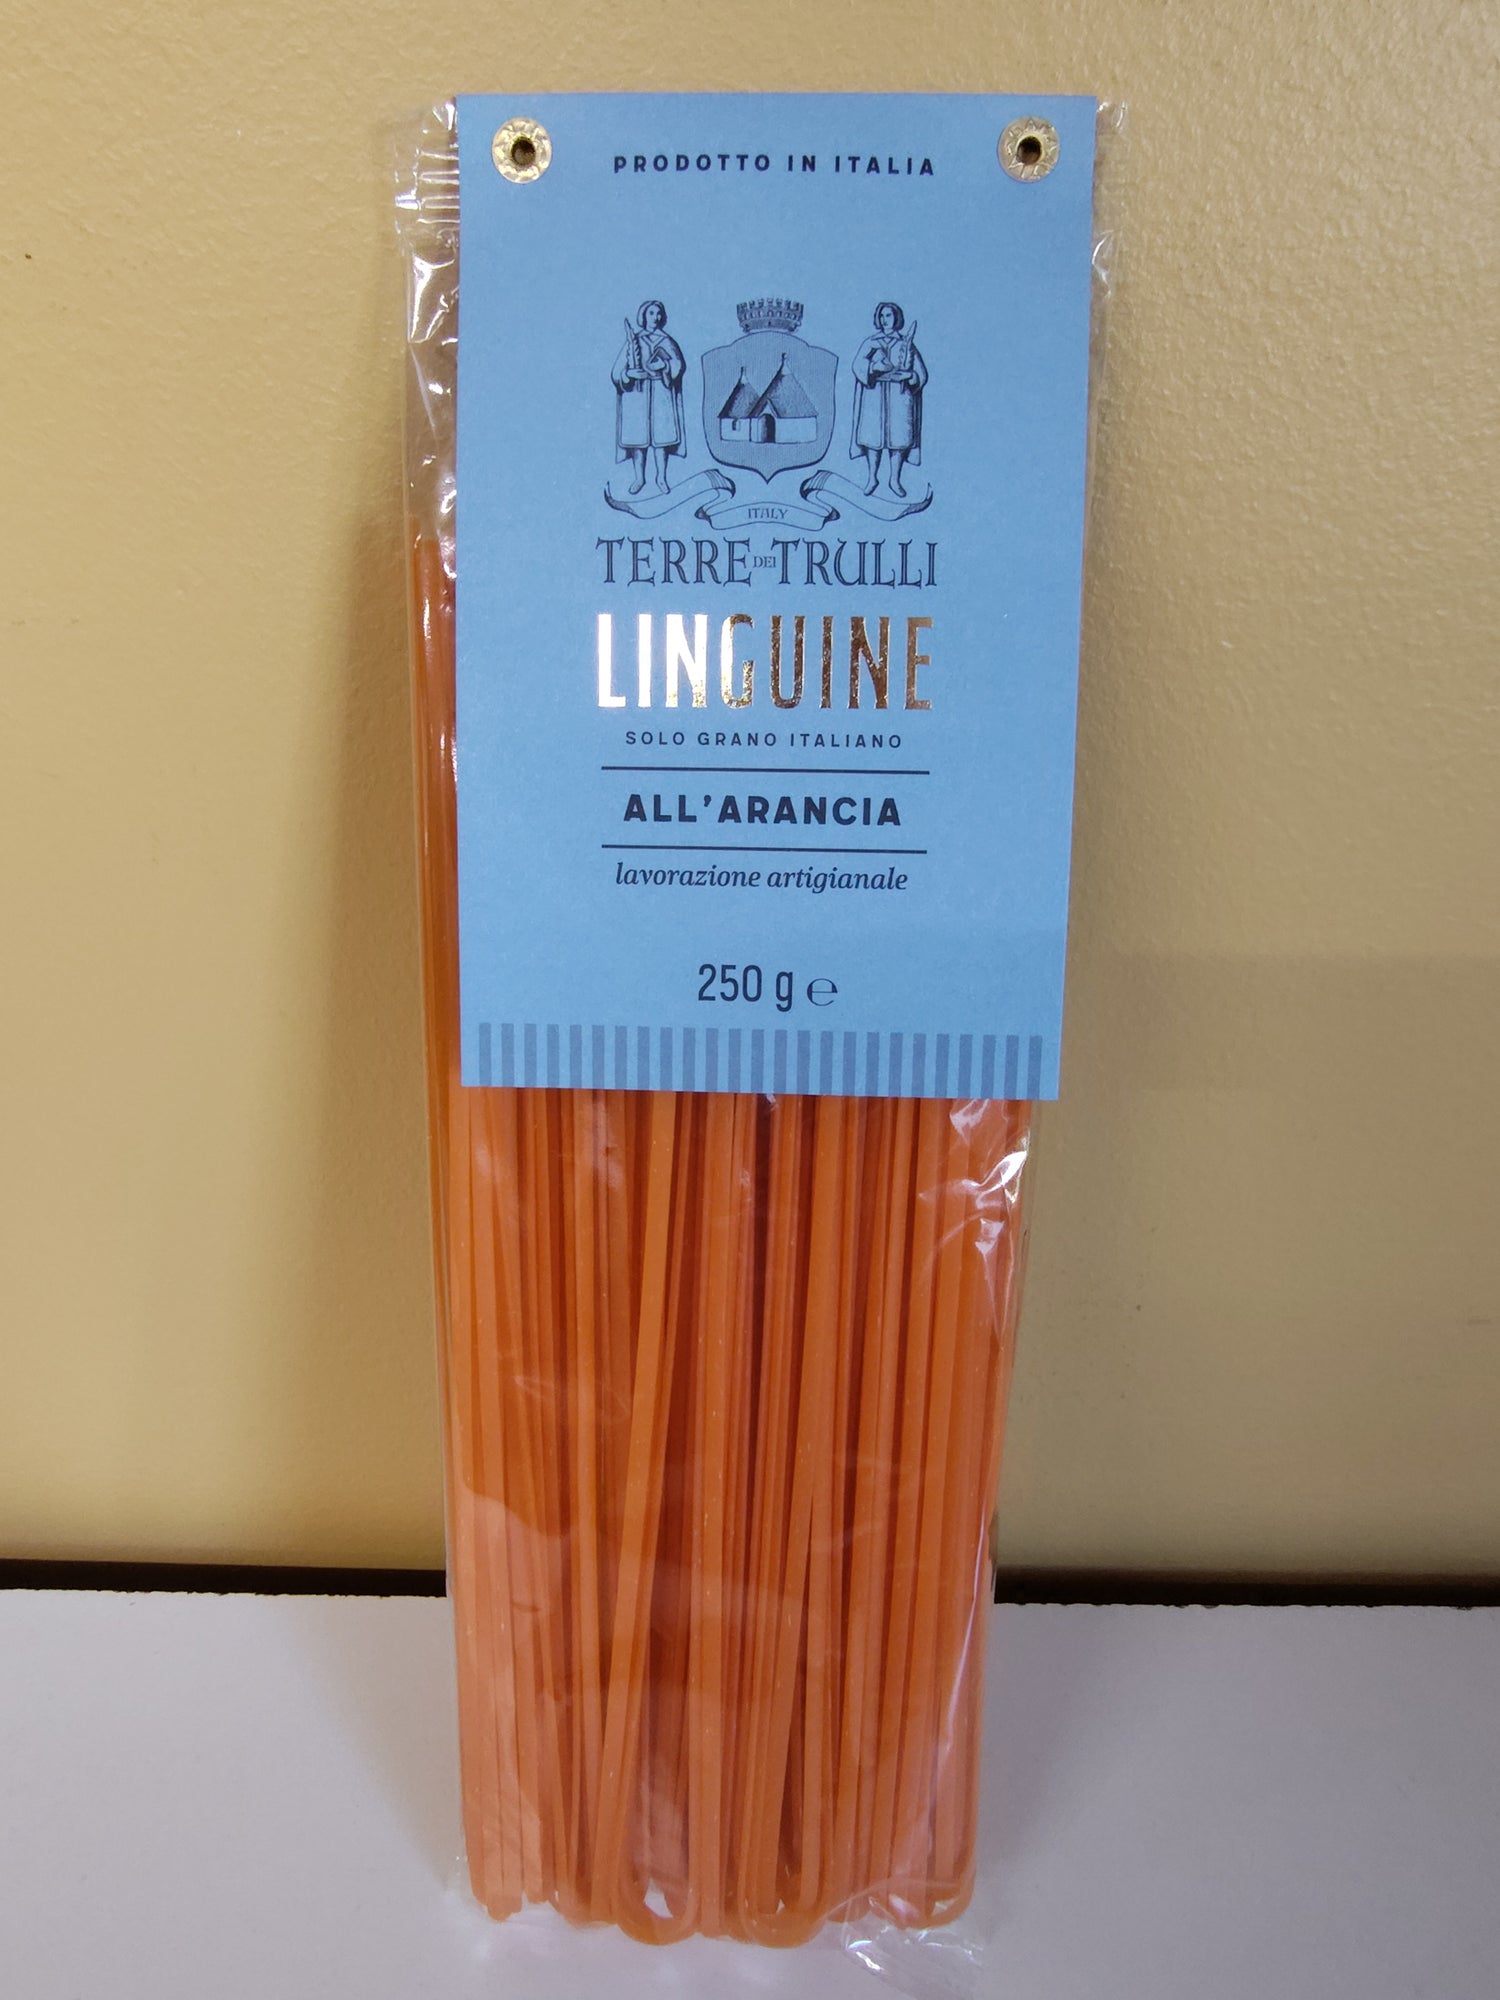 PRODOTTO IN ITALIA
ITALY
TERRE DEI TRULLI
LINGUINE
SOLO GRANO ITALIANO
ALL'ARANCIA
lavorazione artigianale
250 g ℮